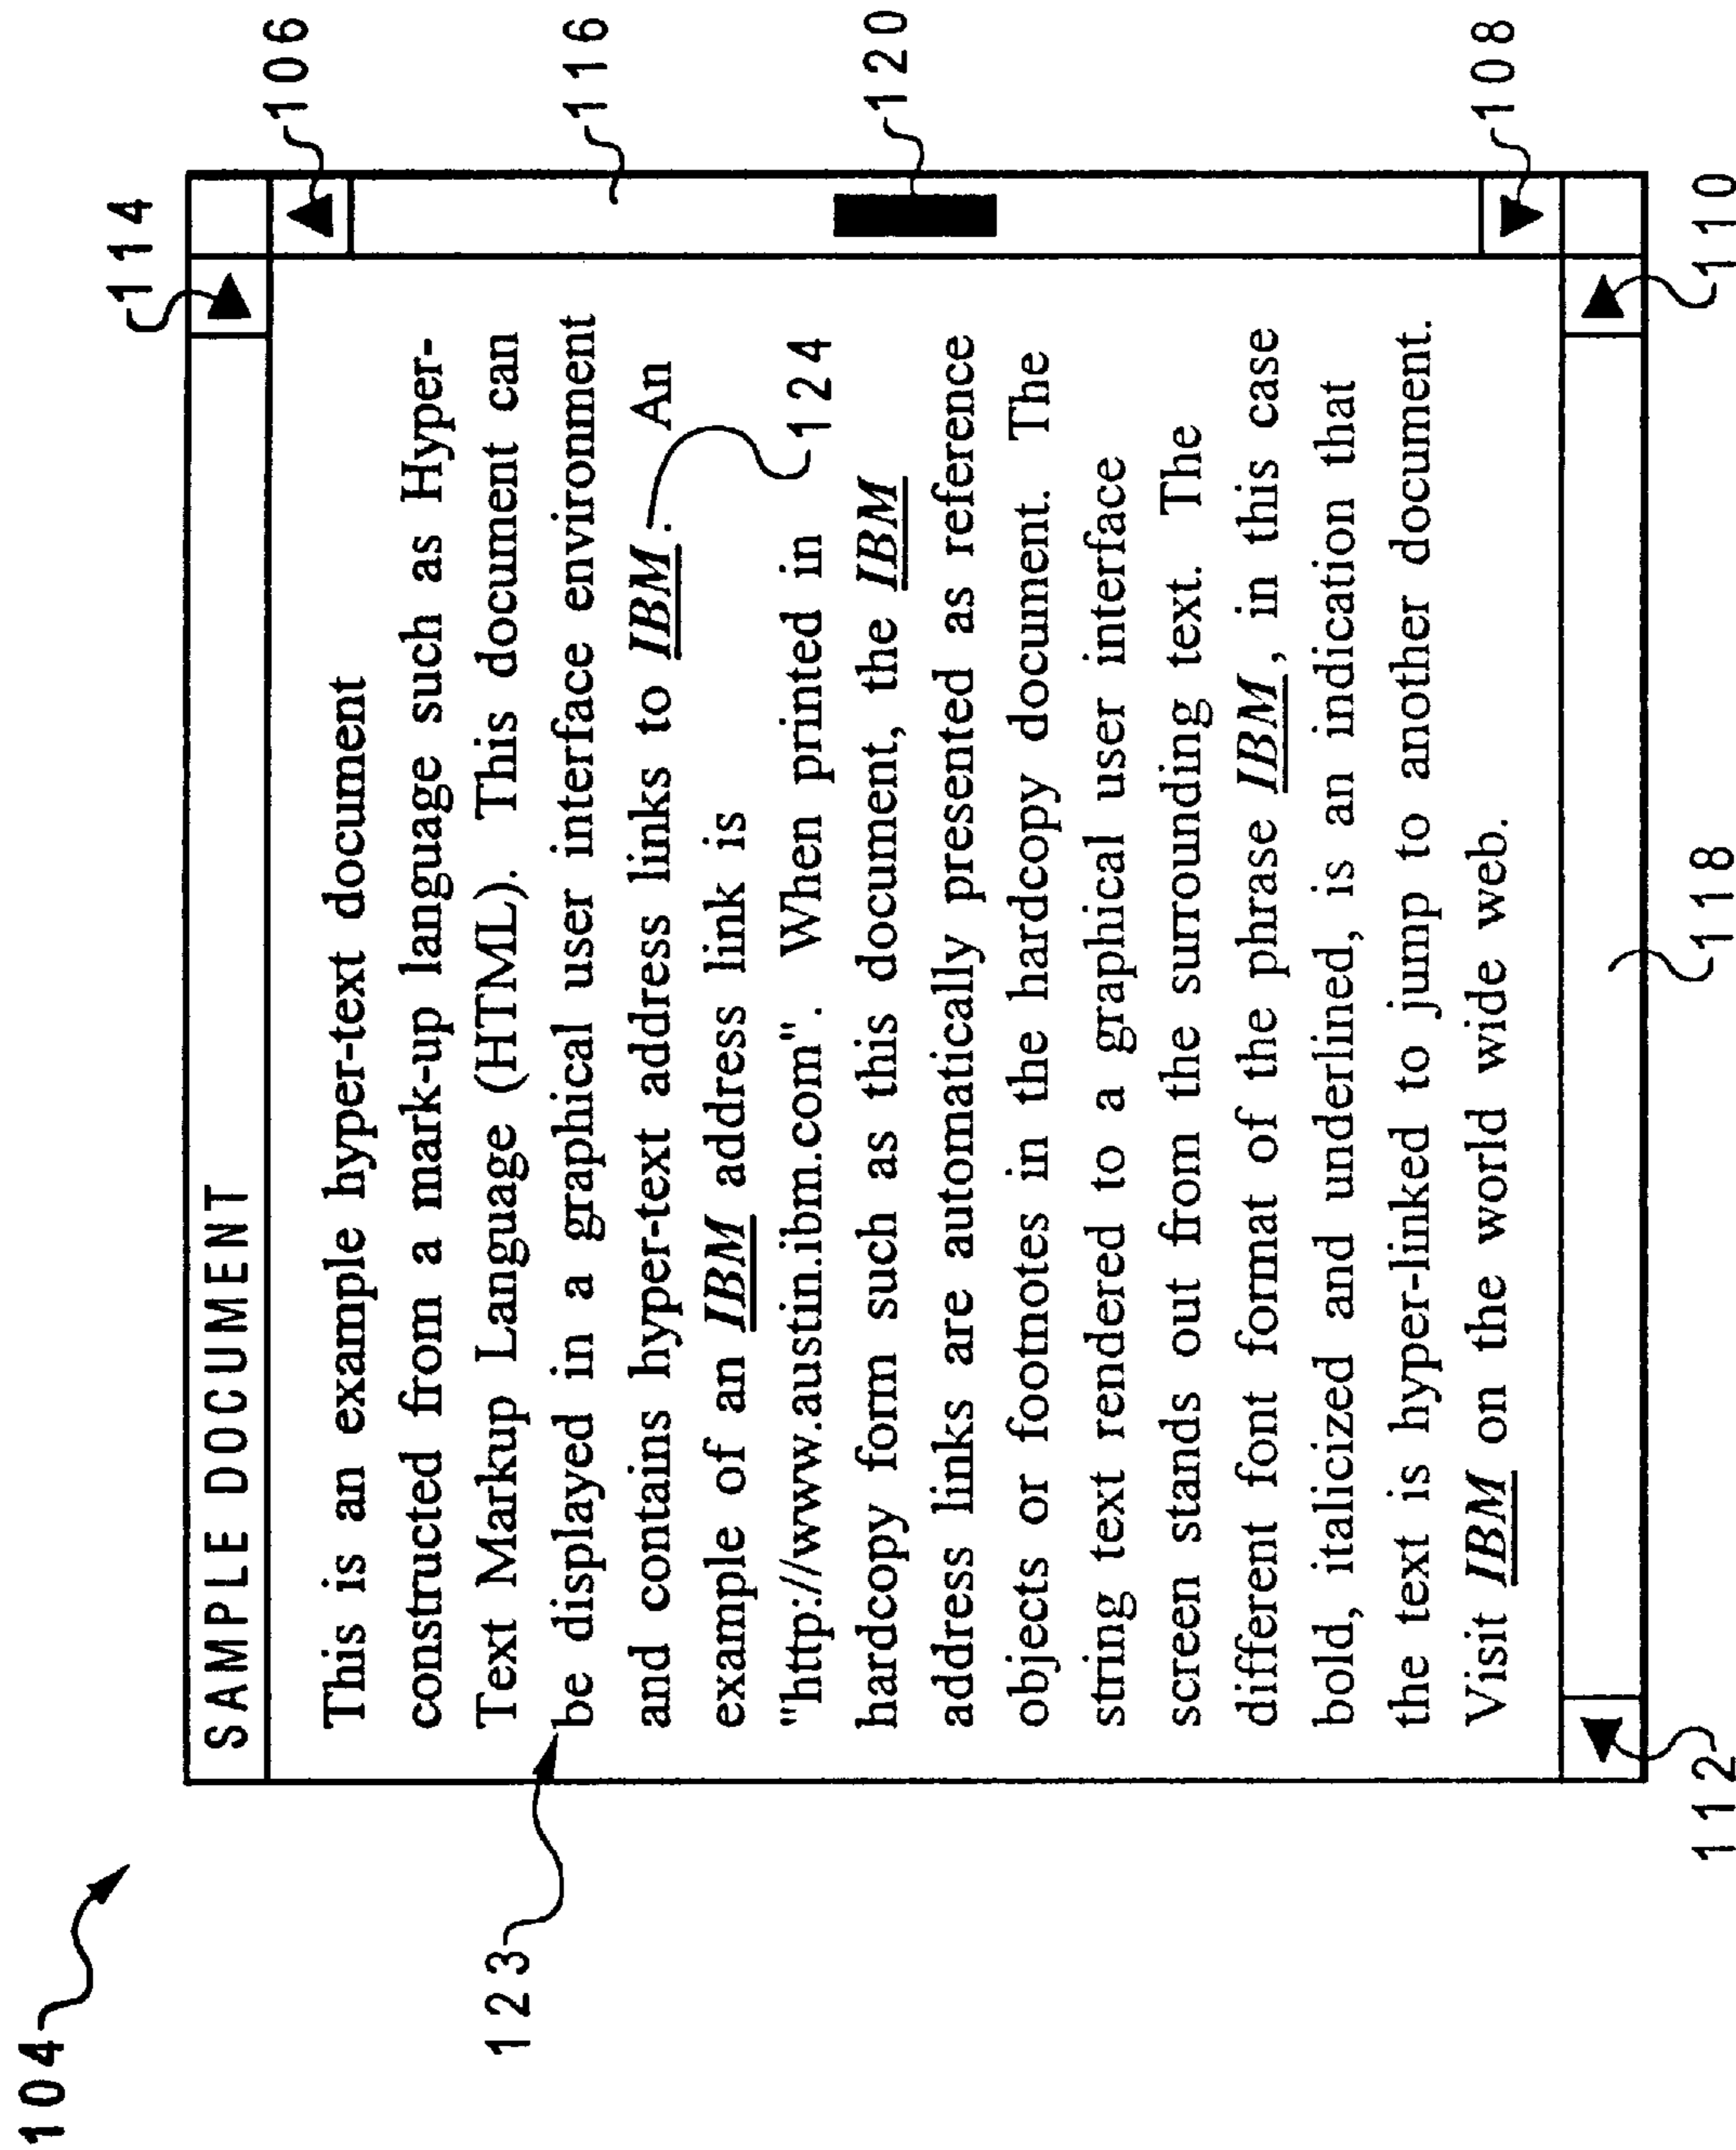 104
114
SAMPLE DOCUMENT
106
This is an example hyper-text document
constructed from a mark-up language such as Hyper-
116
Text Markup Language (HTML). This document can
123
be displayed in a graphical user interface environment
and contains hyper-text address links to IBM. An
example of an IBM address link is
124
"http://www.austin.ibm.com". When printed in
120
hardcopy form such as this document, the IBM
address links are automatically presented as reference
objects or footnotes in the hardcopy document. The
string text rendered to a graphical user interface
screen stands out from the surrounding text. The
different font format of the phrase IBM, in this case
bold, italicized and underlined, is an indication that
the text is hyper-linked to jump to another document.
Visit IBM on the world wide web.
108
112
118
110